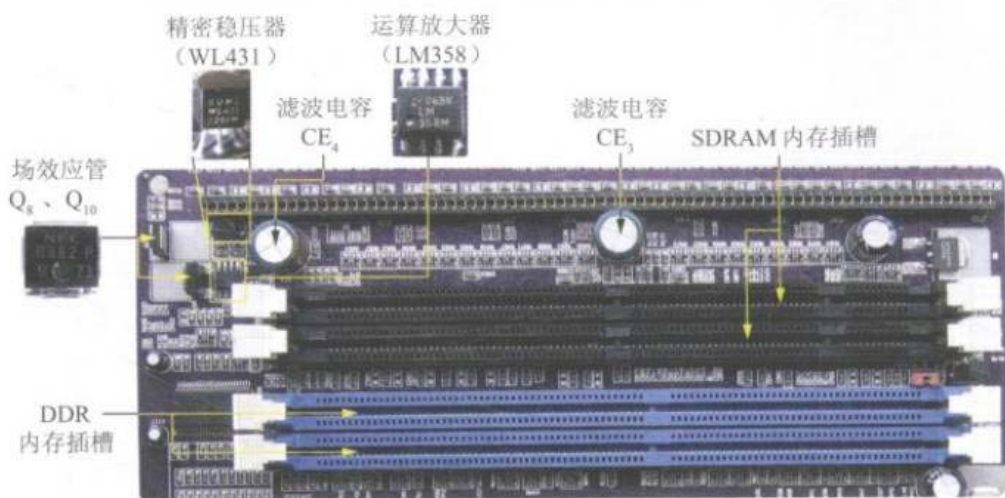 精密稳压器
（WL431）
运算放大器
（LM358）
滤波电容
CE₄
滤波电容
CE₃
SDRAM 内存插槽
场效应管
Q₈ 、Q₁₀
LM
358M
DDR
内存插槽